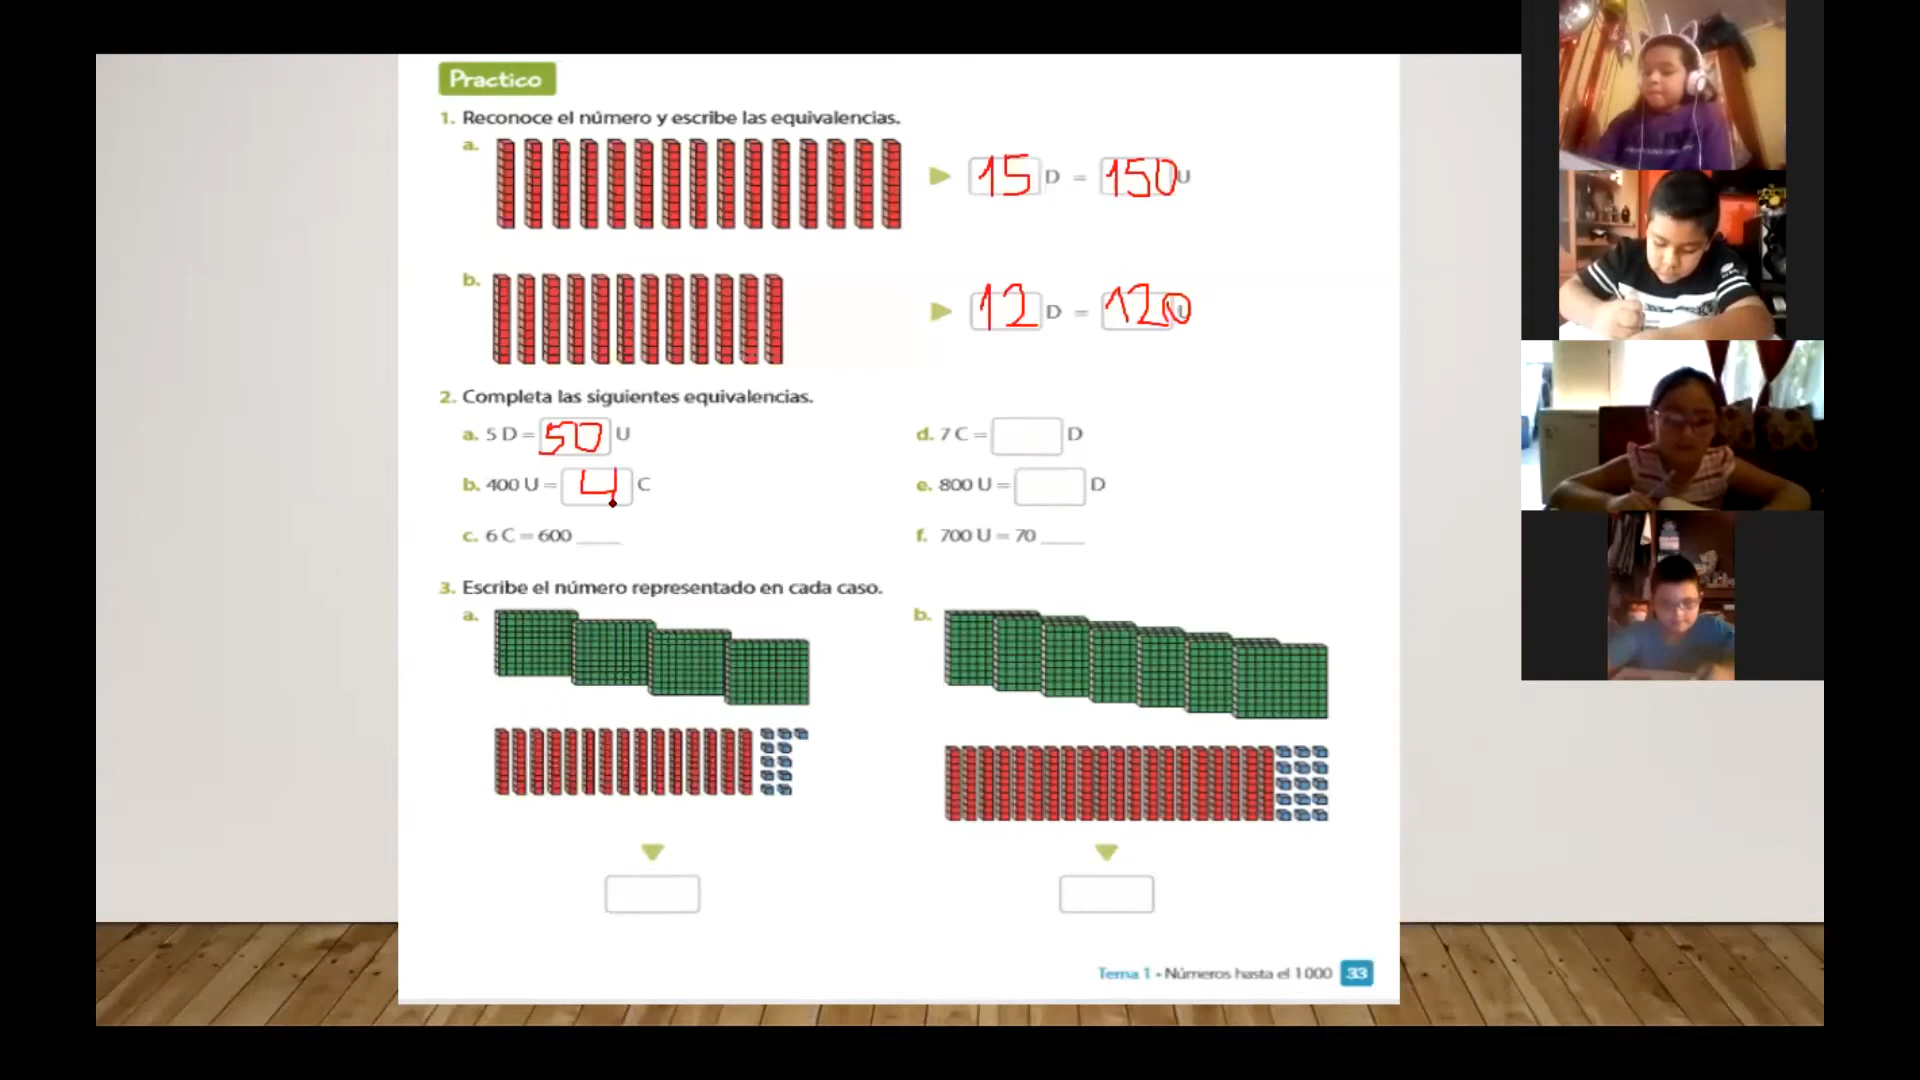 Practico
1. Reconoce el número y escribe las equivalencias.
a. 15 D = 150 U
b. 12 D = 120 U
2. Completa las siguientes equivalencias.
a. 5 D = 50 U
d. 7 C = D
b. 400 U = 4 C
e. 800 U = D
c. 6 C = 600 ____
f. 700 U = 70 ____
3. Escribe el número representado en cada caso.
a.
b.
Tema 1 • Números hasta el 1 000 33